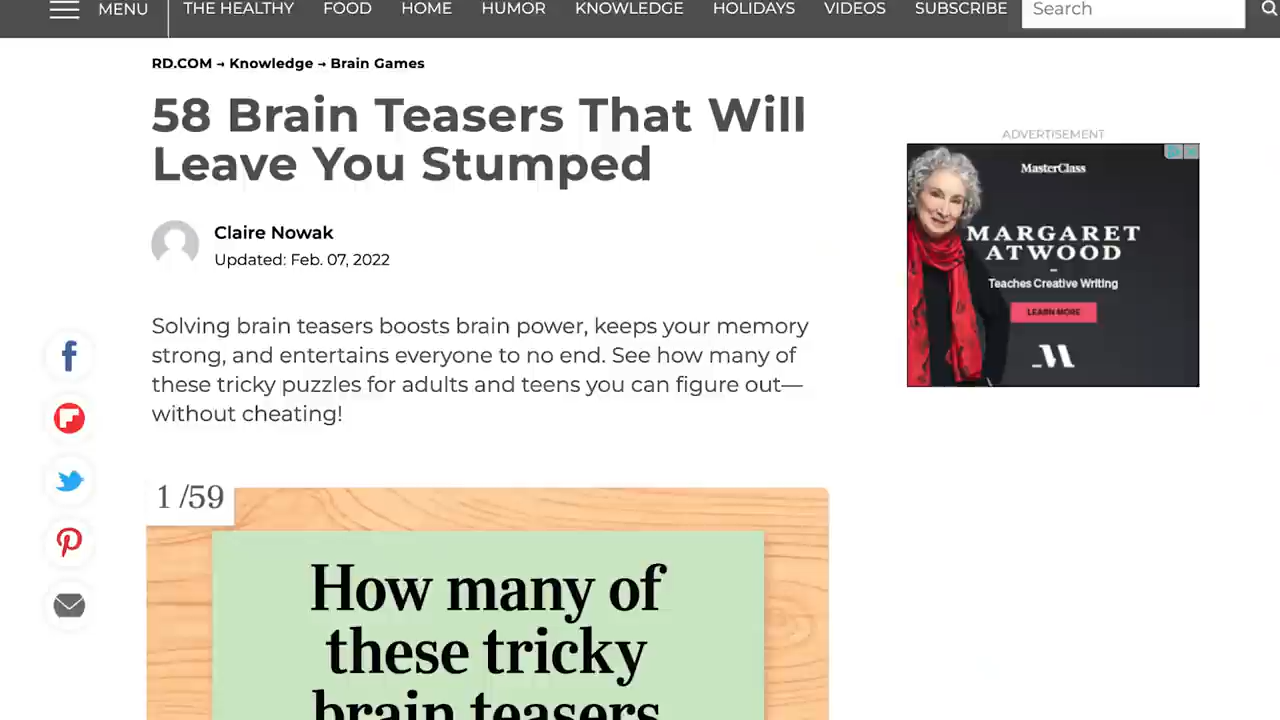 MENU THE HEALTHY FOOD HOME HUMOR KNOWLEDGE HOLIDAYS VIDEOS SUBSCRIBE Search
RD.COM → Knowledge → Brain Games
58 Brain Teasers That Will
Leave You Stumped
Claire Nowak
Updated: Feb. 07, 2022
Solving brain teasers boosts brain power, keeps your memory
strong, and entertains everyone to no end. See how many of
these tricky puzzles for adults and teens you can figure out—
without cheating!
ADVERTISEMENT
MasterClass
MARGARET
ATWOOD
Teaches Creative Writing
LEARN MORE
1 /59
How many of
these tricky
brain teasers